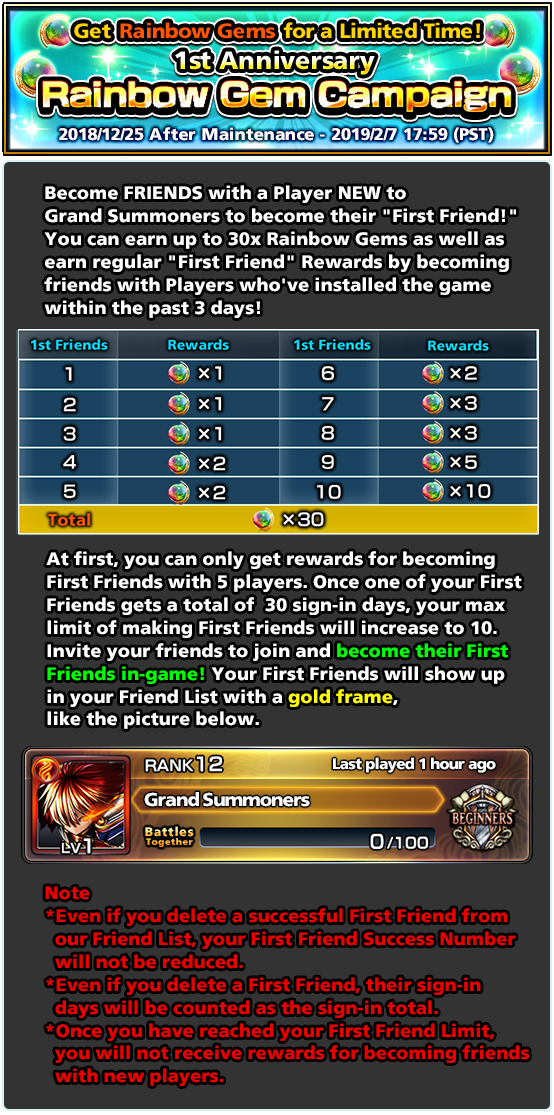 Get Rainbow Gems for a Limited Time!
1st Anniversary
Rainbow Gem Campaign
2018/12/25 After Maintenance - 2019/2/7 17:59 (PST)
Become FRIENDS with a Player NEW to
Grand Summoners to become their "First Friend!"
You can earn up to 30x Rainbow Gems as well as
earn regular "First Friend" Rewards by becoming
friends with Players who've installed the game
within the past 3 days!
1st Friends Rewards 1st Friends Rewards
1 ×1 6 ×2
2 ×1 7 ×3
3 ×1 8 ×3
4 ×2 9 ×5
5 ×2 10 ×10
Total ×30
At first, you can only get rewards for becoming
First Friends with 5 players. Once one of your First
Friends gets a total of 30 sign-in days, your max
limit of making First Friends will increase to 10.
Invite your friends to join and become their First
Friends in-game! Your First Friends will show up
in your Friend List with a gold frame,
like the picture below.
RANK12 Last played 1 hour ago
Grand Summoners
BEGINNERS
Battles
Together
0/100
LV1
Note
*Even if you delete a successful First Friend from
our Friend List, your First Friend Success Number
will not be reduced.
*Even if you delete a First Friend, their sign-in
days will be counted as the sign-in total.
*Once you have reached your First Friend Limit,
you will not receive rewards for becoming friends
with new players.